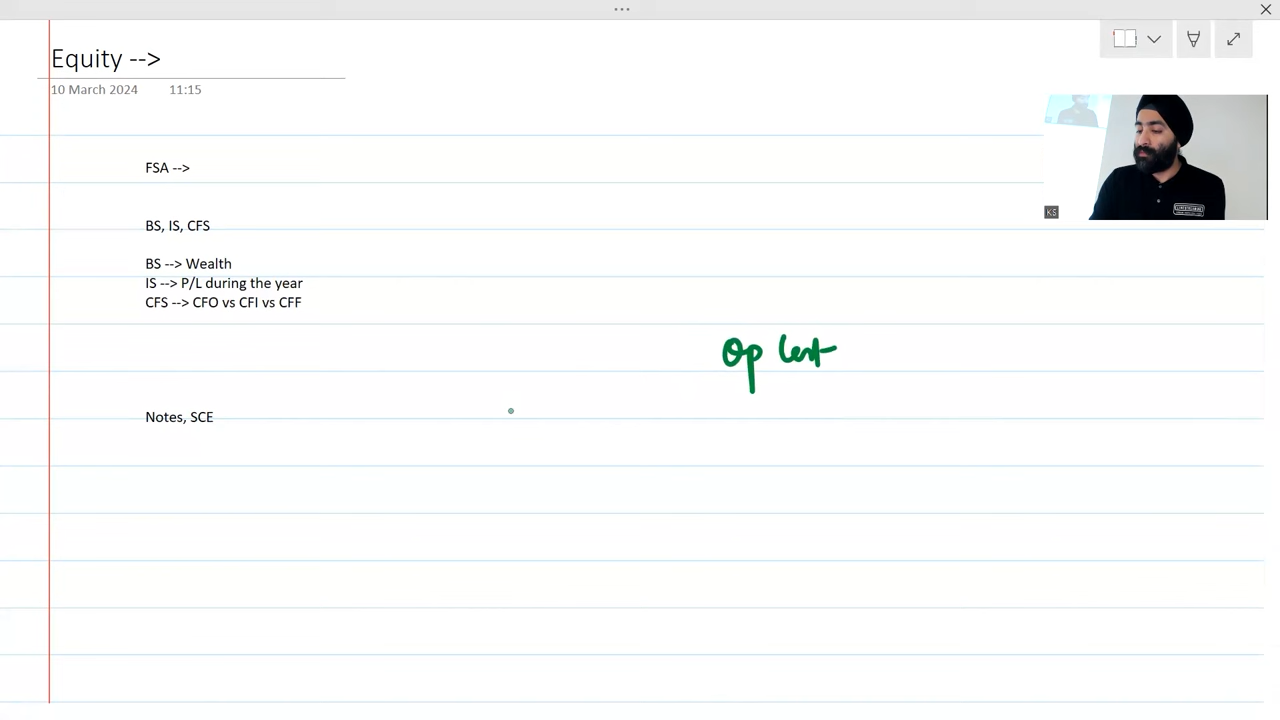 Equity -->
10 March 2024 11:15
FSA -->
BS, IS, CFS
BS --> Wealth
IS --> P/L during the year
CFS --> CFO vs CFI vs CFF
Op
Notes, SCE
KS